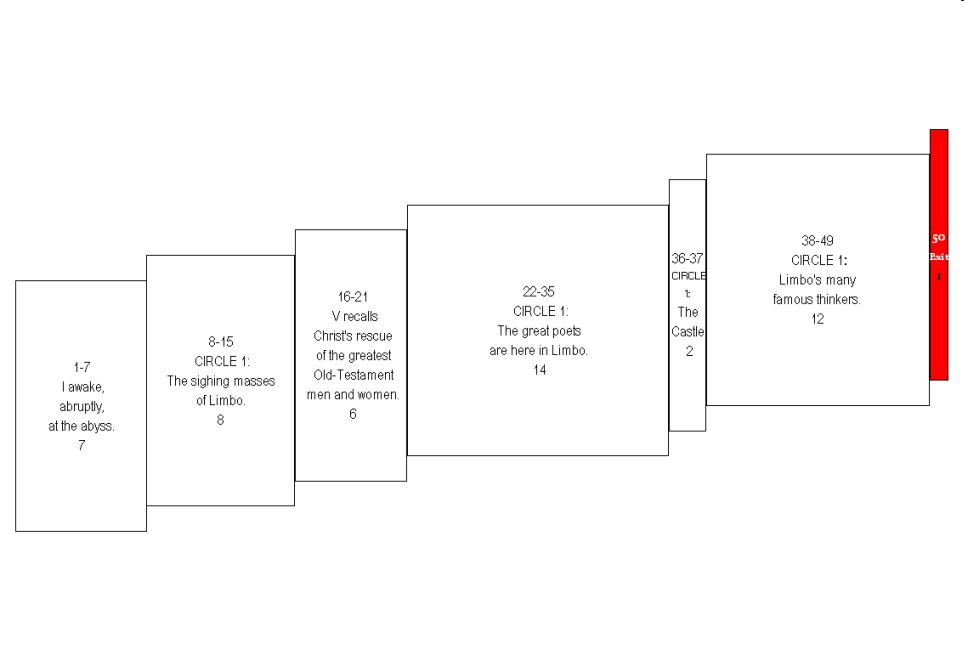 1-7
I awake,
abruptly,
at the abyss.
7
8-15
CIRCLE 1:
The sighing masses
of Limbo.
8
16-21
V recalls
Christ's rescue
of the greatest
Old-Testament
men and women.
6
22-35
CIRCLE 1:
The great poets
are here in Limbo.
14
36-37
CIRCLE
1:
The
Castle
2
38-49
CIRCLE 1:
Limbo's many
famous thinkers.
12
50
Exit
1